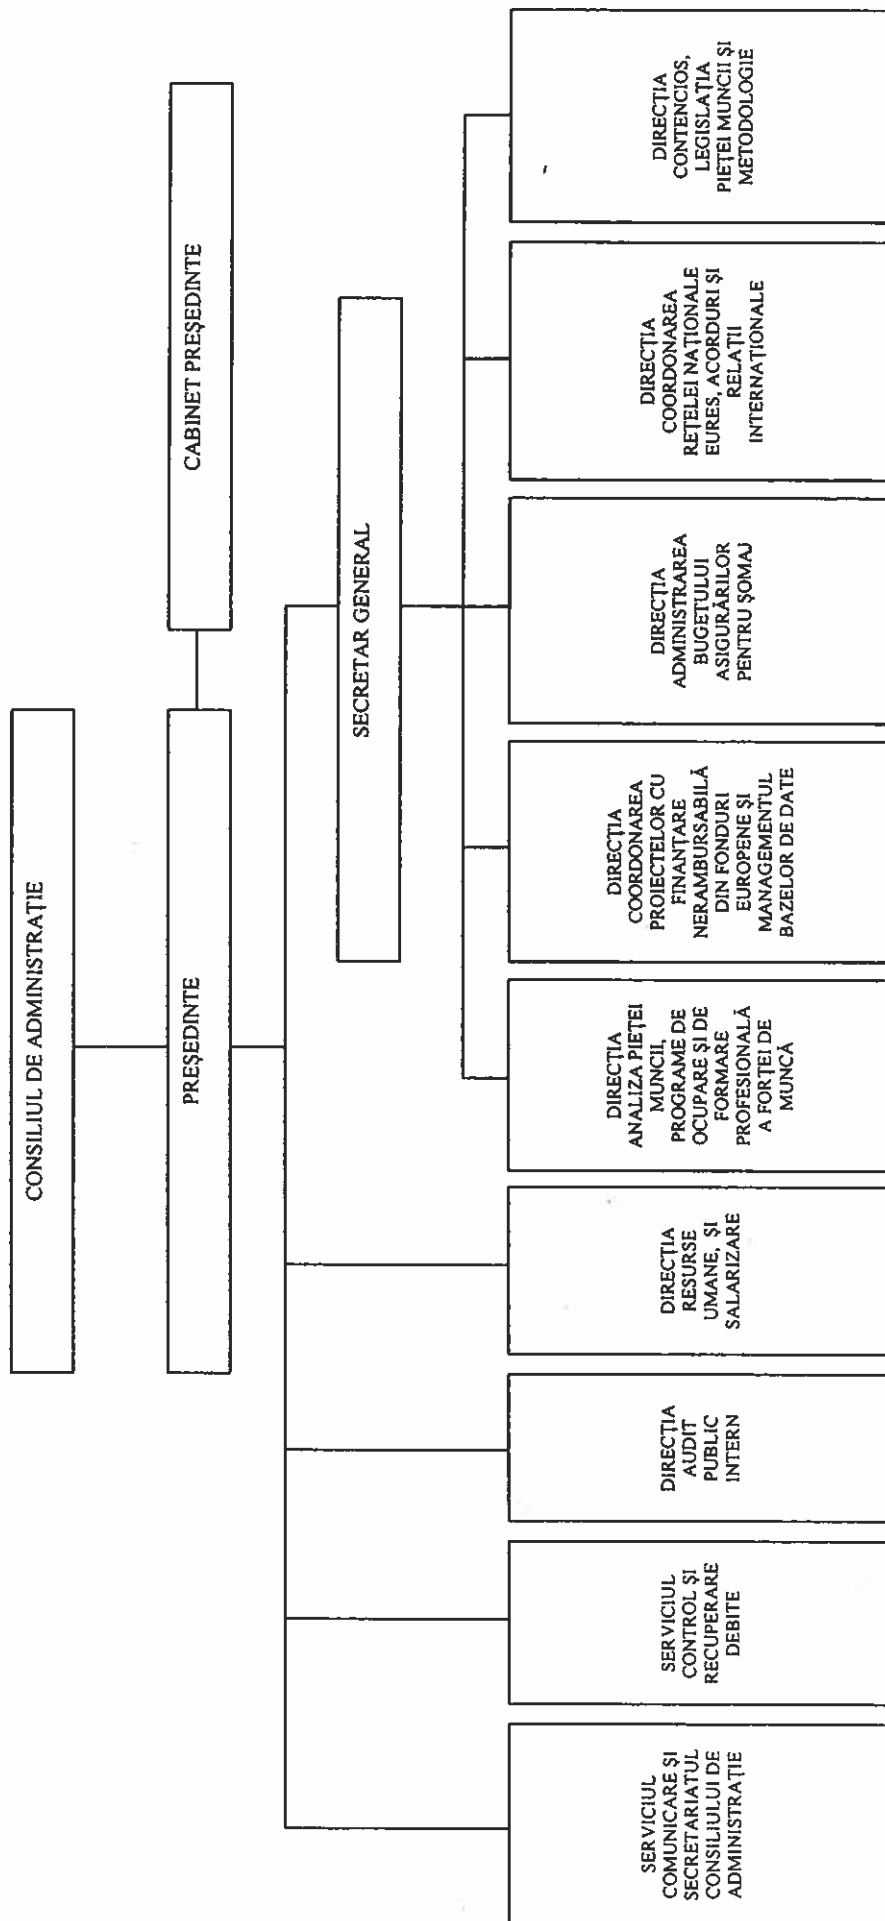 CONSILIUL DE ADMINISTRAȚIE
PREȘEDINTE
CABINET PREȘEDINTE
SECRETAR GENERAL
SERVICIUL
COMUNICARE ȘI
SECRETARIATUL
CONSILIULUI DE
ADMINISTRAȚIE
SERVICIUL
CONTROL ȘI
RECUPERARE
DEBITE
DIRECȚIA
AUDIT
PUBLIC
INTERN
DIRECȚIA
RESURSE
UMANE, ȘI
SALARIZARE
DIRECȚIA
ANALIZA PIEȚEI
MUNCII,
PROGRAME DE
OCUPARE ȘI DE
FORMARE
PROFESIONALĂ
A FORȚEI DE
MUNCĂ
DIRECȚIA
COORDONAREA
PROIECTELOR CU
FINANȚARE
NERAMBURSABILĂ
DIN FONDURI
EUROPENE ȘI
MANAGEMENTUL
BAZELOR DE DATE
DIRECȚIA
ADMINISTRAREA
BUGETULUI
ASIGURĂRILOR
PENTRU ȘOMAJ
DIRECȚIA
COORDONAREA
REȚELEI NAȚIONALE
EURES, ACORDURI ȘI
RELAȚII
INTERNAȚIONALE
DIRECȚIA
CONTENCIOS,
LEGISLAȚIA
PIEȚEI MUNCII ȘI
METODOLOGIE